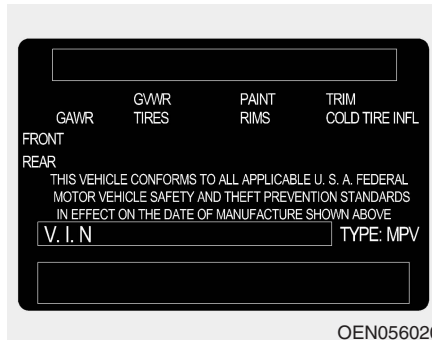 GVWR PAINT TRIM
GAWR TIRES RIMS COLD TIRE INFL
FRONT
REAR
THIS VEHICLE CONFORMS TO ALL APPLICABLE U. S. A. FEDERAL
MOTOR VEHICLE SAFETY AND THEFT PREVENTION STANDARDS
IN EFFECT ON THE DATE OF MANUFACTURE SHOWN ABOVE
V. I. N TYPE: MPV
OEN056020